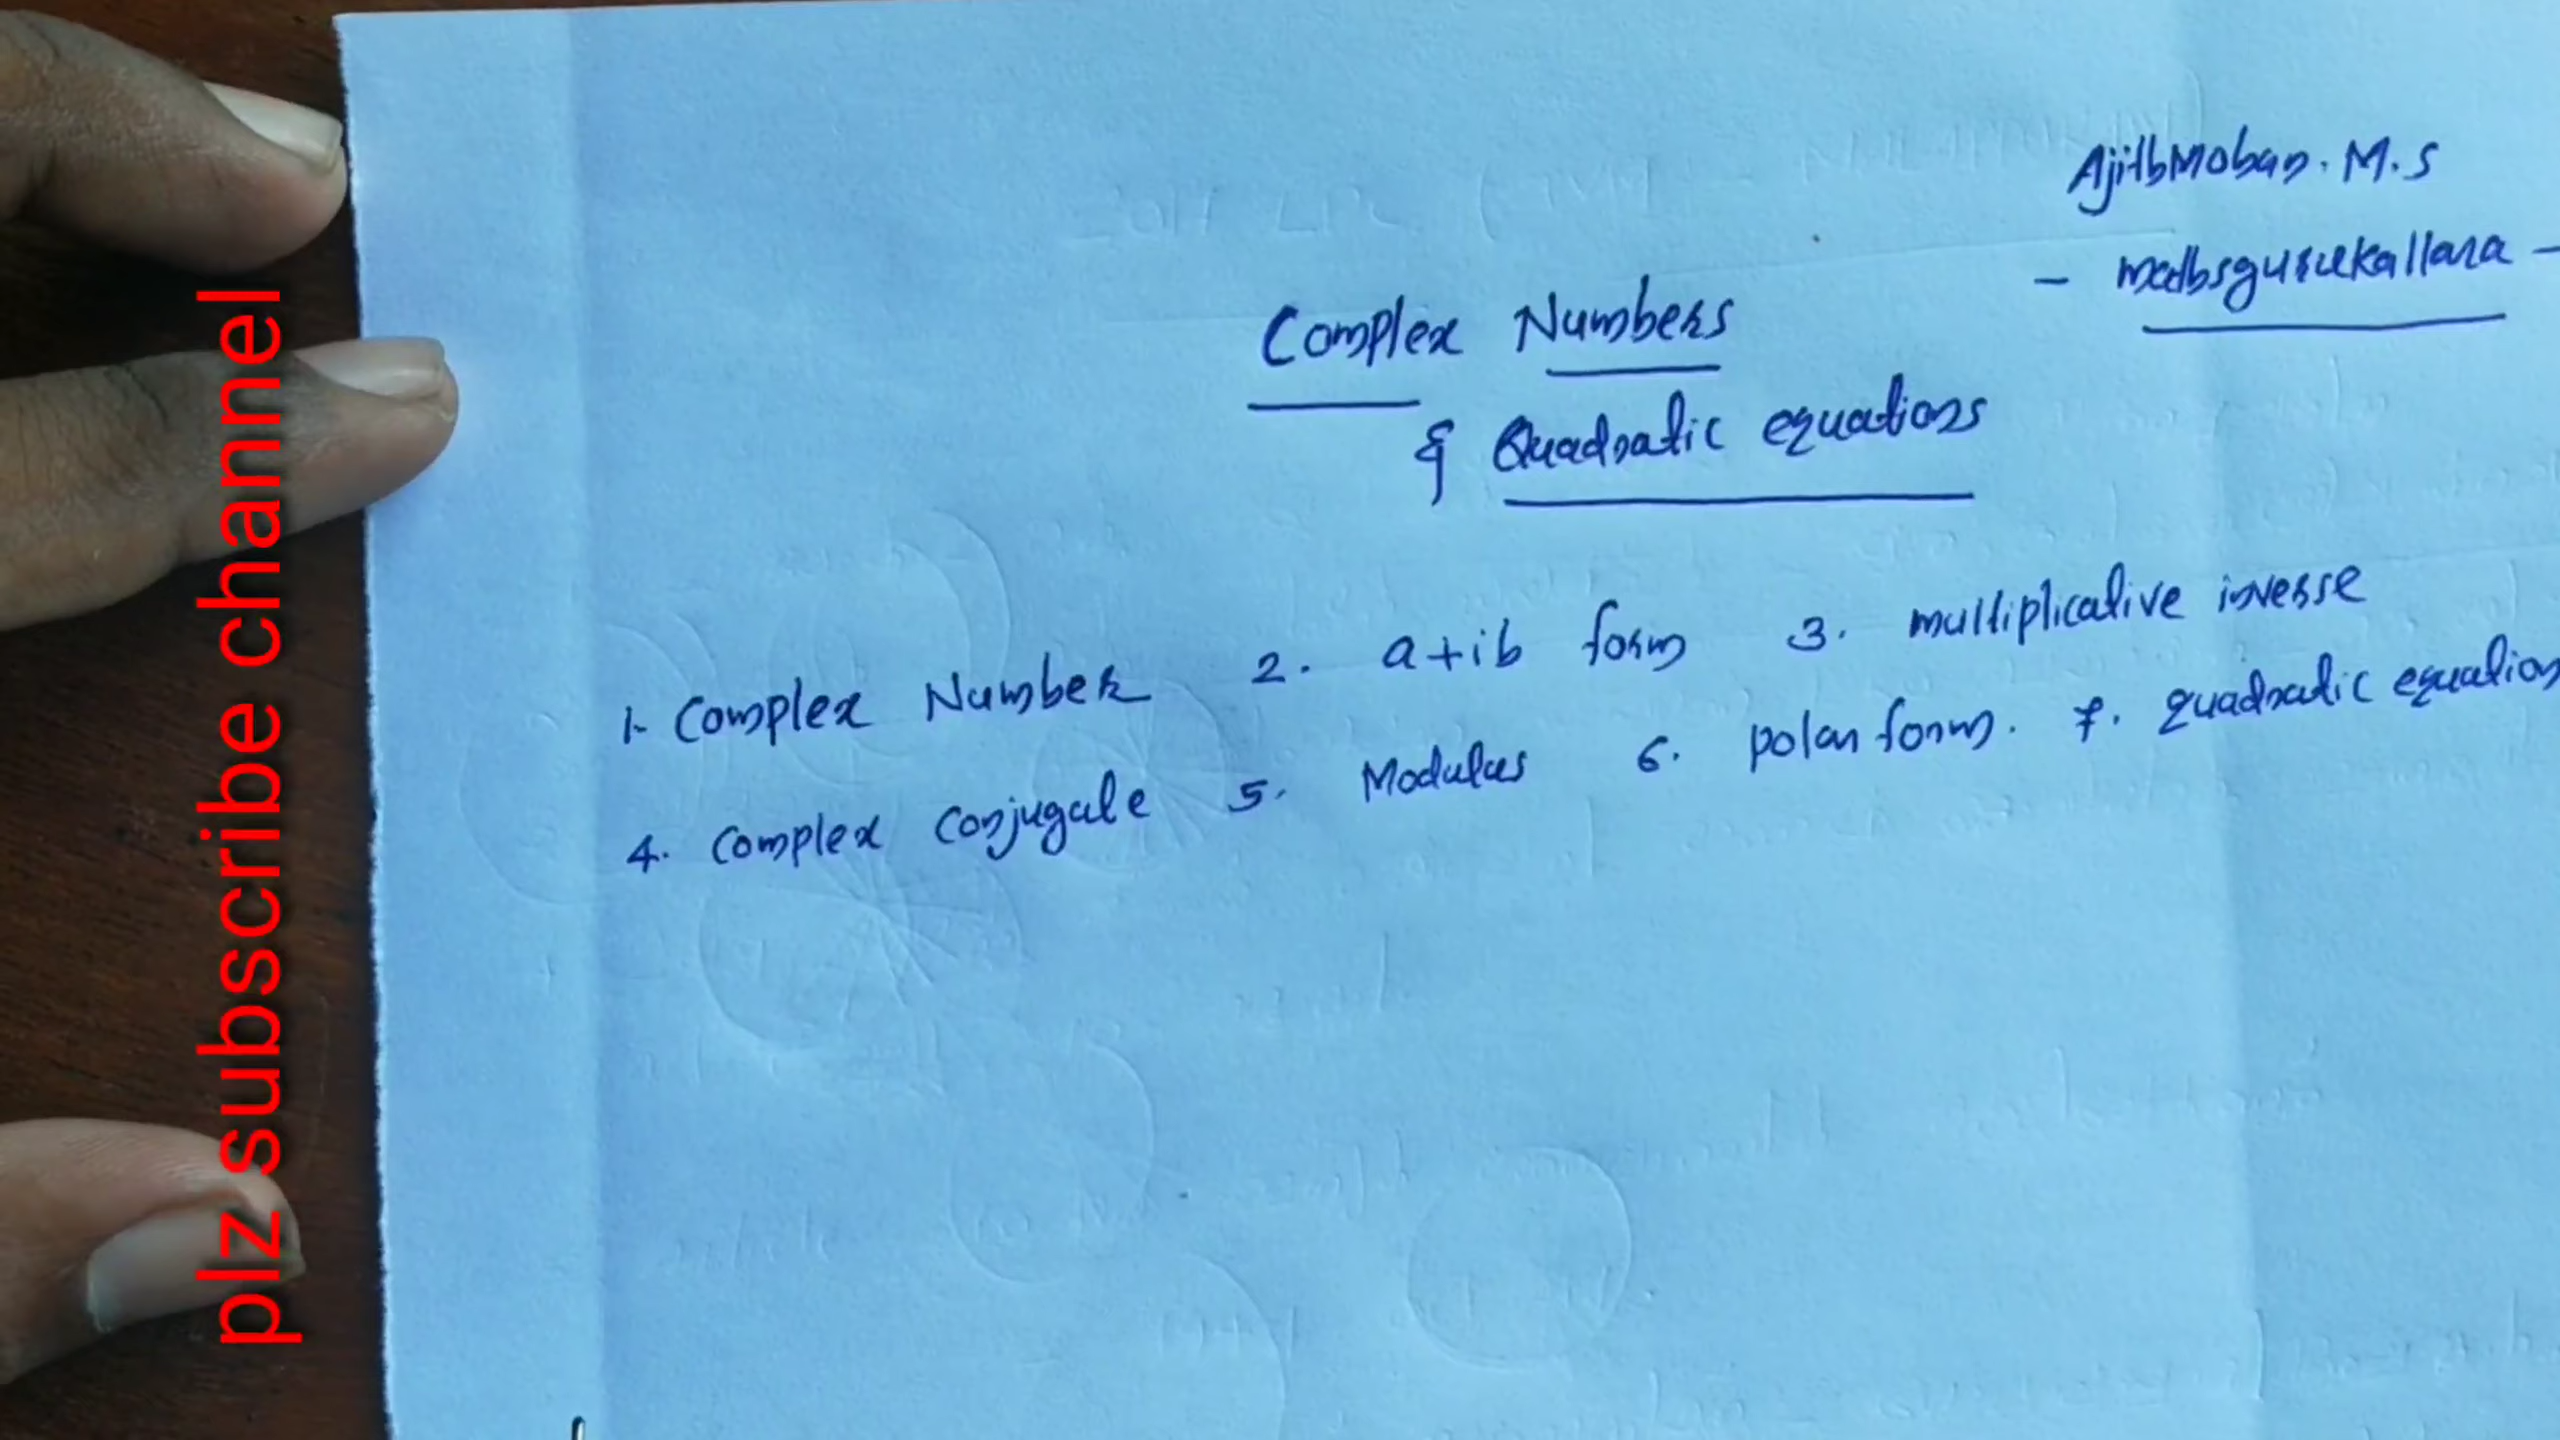 AjithMohan. M.S
- mathsgurukallara -
Complex Numbers
& Quadratic equations
1. Complex Number 2. a+ib form 3. multiplicative inverse
4. Complex Conjugate 5. Modulus 6. polar form. 7. quadratic equation
plz subscribe channel